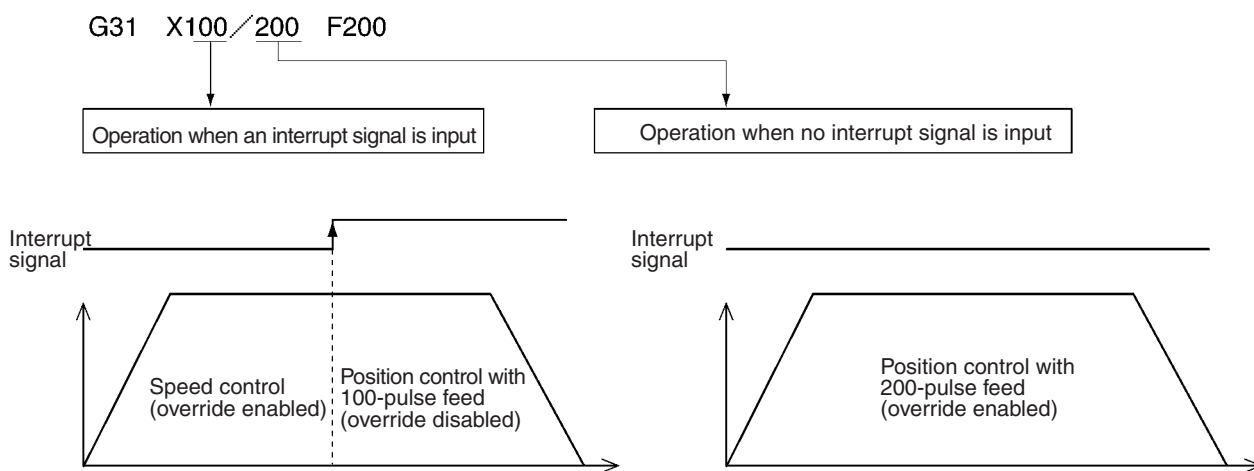 G31 X100/200 F200
Operation when an interrupt signal is input
Operation when no interrupt signal is input
Interrupt
signal
Speed control
(override enabled)
Position control with
100-pulse feed
(override disabled)
Interrupt
signal
Position control with
200-pulse feed
(override enabled)